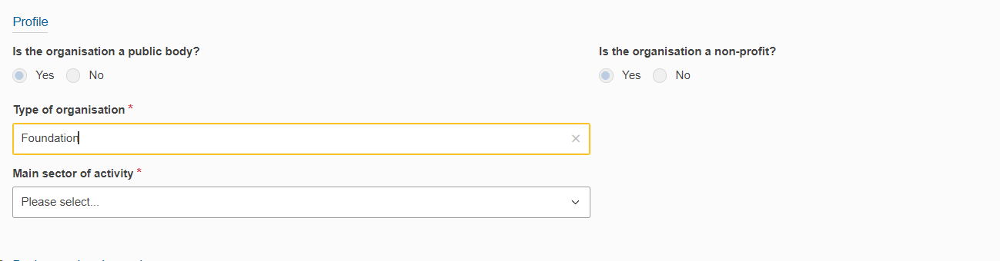 Profile
Is the organisation a public body? Is the organisation a non-profit?
Yes No Yes No
Type of organisation *
Foundation
Main sector of activity *
Please select...